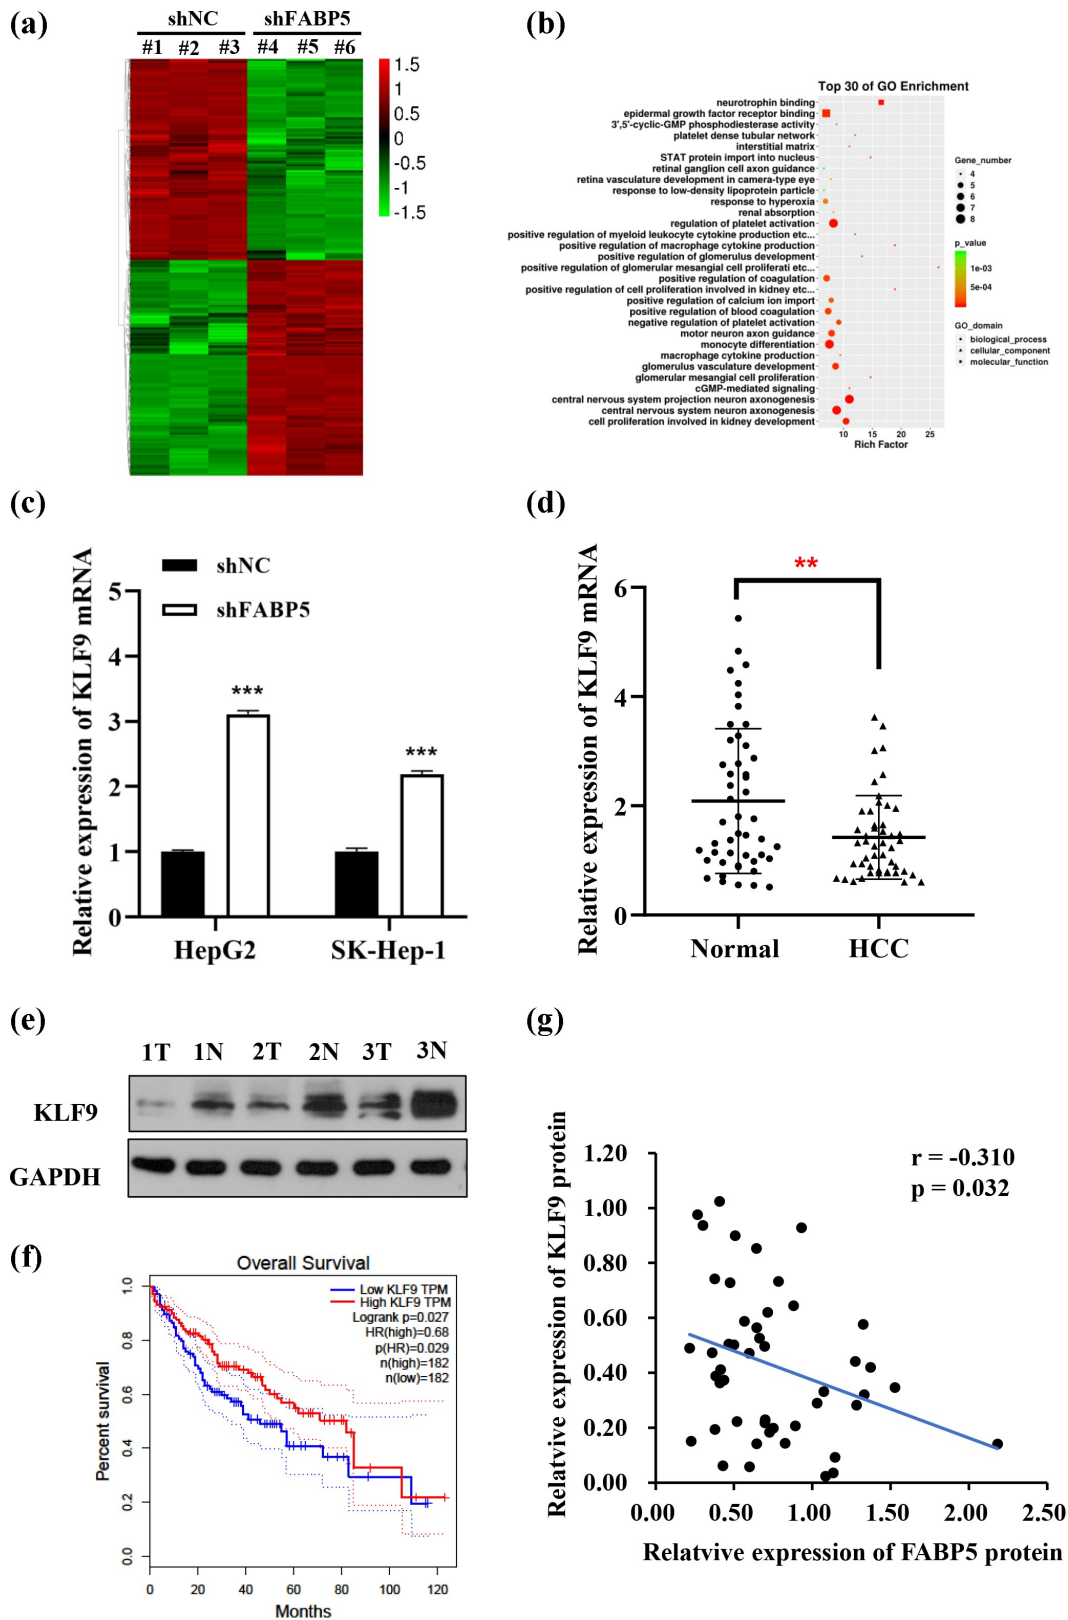 (a)
shNC shFABP5
#1 #2 #3 #4 #5 #6
1.5
1
0.5
0
-0.5
-1
-1.5
(b)
Top 30 of GO Enrichment
neurotrophin binding
epidermal growth factor receptor binding
3',5'-cyclic-GMP phosphodiesterase activity
platelet dense tubular network
interstitial matrix
STAT protein import into nucleus
retinal ganglion cell axon guidance
retina vasculature development in camera-type eye
response to low-density lipoprotein particle
response to hyperoxia
renal absorption
regulation of platelet activation
positive regulation of myeloid leukocyte cytokine production etc...
positive regulation of macrophage cytokine production
positive regulation of glomerulus development
positive regulation of glomerular mesangial cell proliferati etc...
positive regulation of coagulation
positive regulation of cell proliferation involved in kidney etc...
positive regulation of calcium ion import
positive regulation of blood coagulation
negative regulation of platelet activation
motor neuron axon guidance
monocyte differentiation
macrophage cytokine production
glomerulus vasculature development
glomerular mesangial cell proliferation
cGMP-mediated signaling
central nervous system projection neuron axonogenesis
central nervous system neuron axonogenesis
cell proliferation involved in kidney development
10 15 20 25
Rich Factor
Gene_number
4
5
6
7
8
p_value
1e-03
5e-04
GO_domain
biological_process
cellular_component
molecular_function
(c)
Relative expression of KLF9 mRNA
shNC
shFABP5
5
4
3
2
1
0
***
***
HepG2 SK-Hep-1
(d)
Relative expression of KLF9 mRNA
**
6
4
2
0
Normal HCC
(e)
1T 1N 2T 2N 3T 3N
KLF9
GAPDH
(f)
Overall Survival
Low KLF9 TPM
High KLF9 TPM
Logrank p=0.027
HR(high)=0.68
p(HR)=0.029
n(high)=182
n(low)=182
Percent survival
1.0
0.8
0.6
0.4
0.2
0.0
0 20 40 60 80 100 120
Months
(g)
Relatvive expression of KLF9 protein
r = -0.310
p = 0.032
1.20
1.00
0.80
0.60
0.40
0.20
0.00
0.00 0.50 1.00 1.50 2.00 2.50
Relatvive expression of FABP5 protein